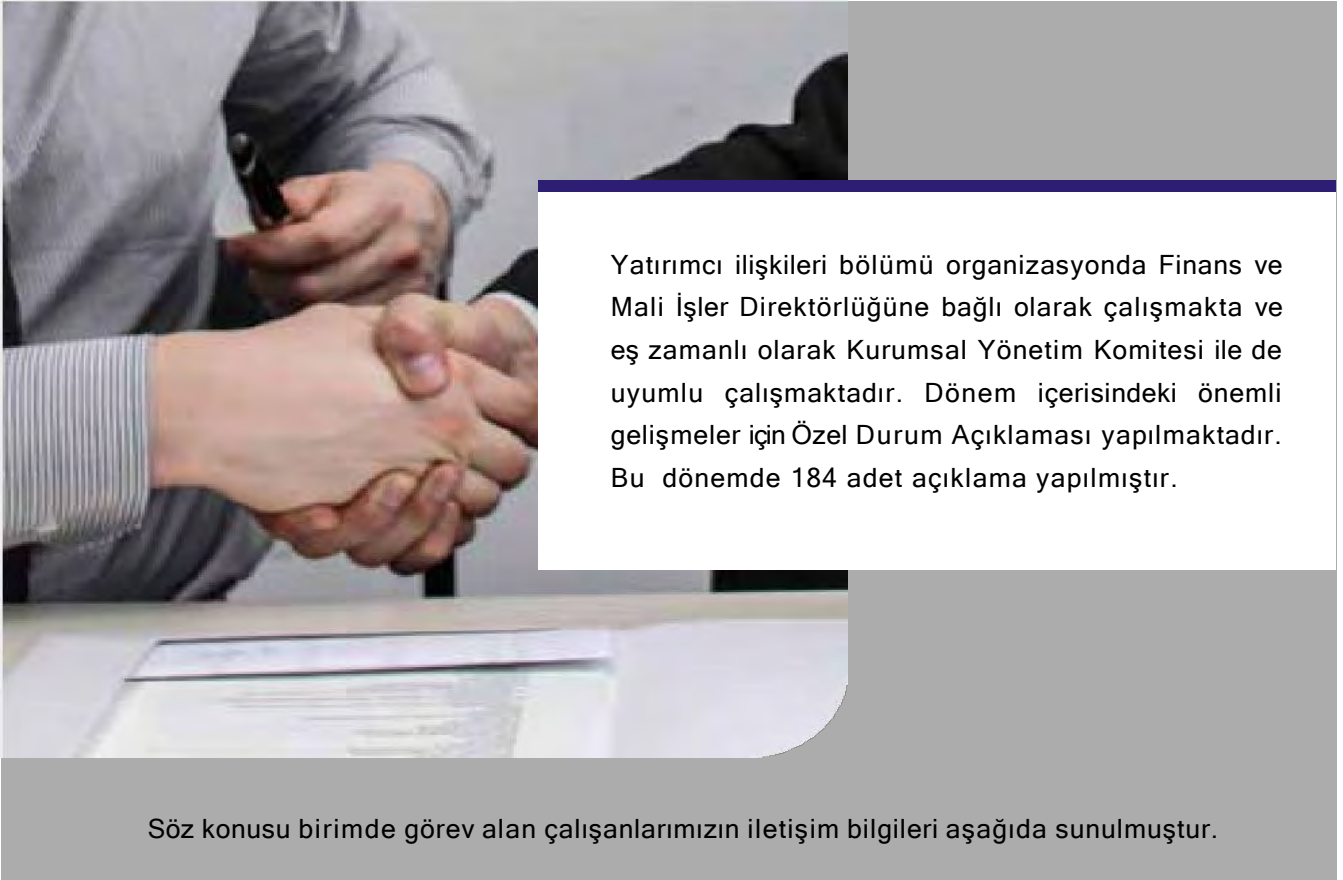 Yatırımcı ilişkileri bölümü organizasyonda Finans ve
Mali İşler Direktörlüğüne bağlı olarak çalışmakta ve
eş zamanlı olarak Kurumsal Yönetim Komitesi ile de
uyumlu çalışmaktadır. Dönem içerisindeki önemli
gelişmeler için Özel Durum Açıklaması yapılmaktadır.
Bu dönemde 184 adet açıklama yapılmıştır.
Söz konusu birimde görev alan çalışanlarımızın iletişim bilgileri aşağıda sunulmuştur.